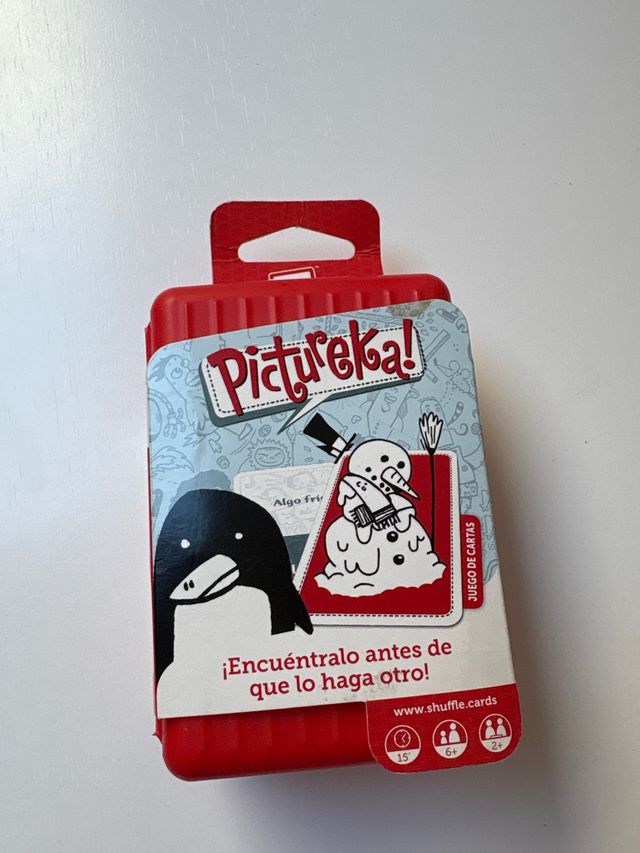 Pictureka!
Algo frí
JUEGO DE CARTAS
¡Encuéntralo antes de
que lo haga otro!
www.shuffle.cards
15'
6+
2+